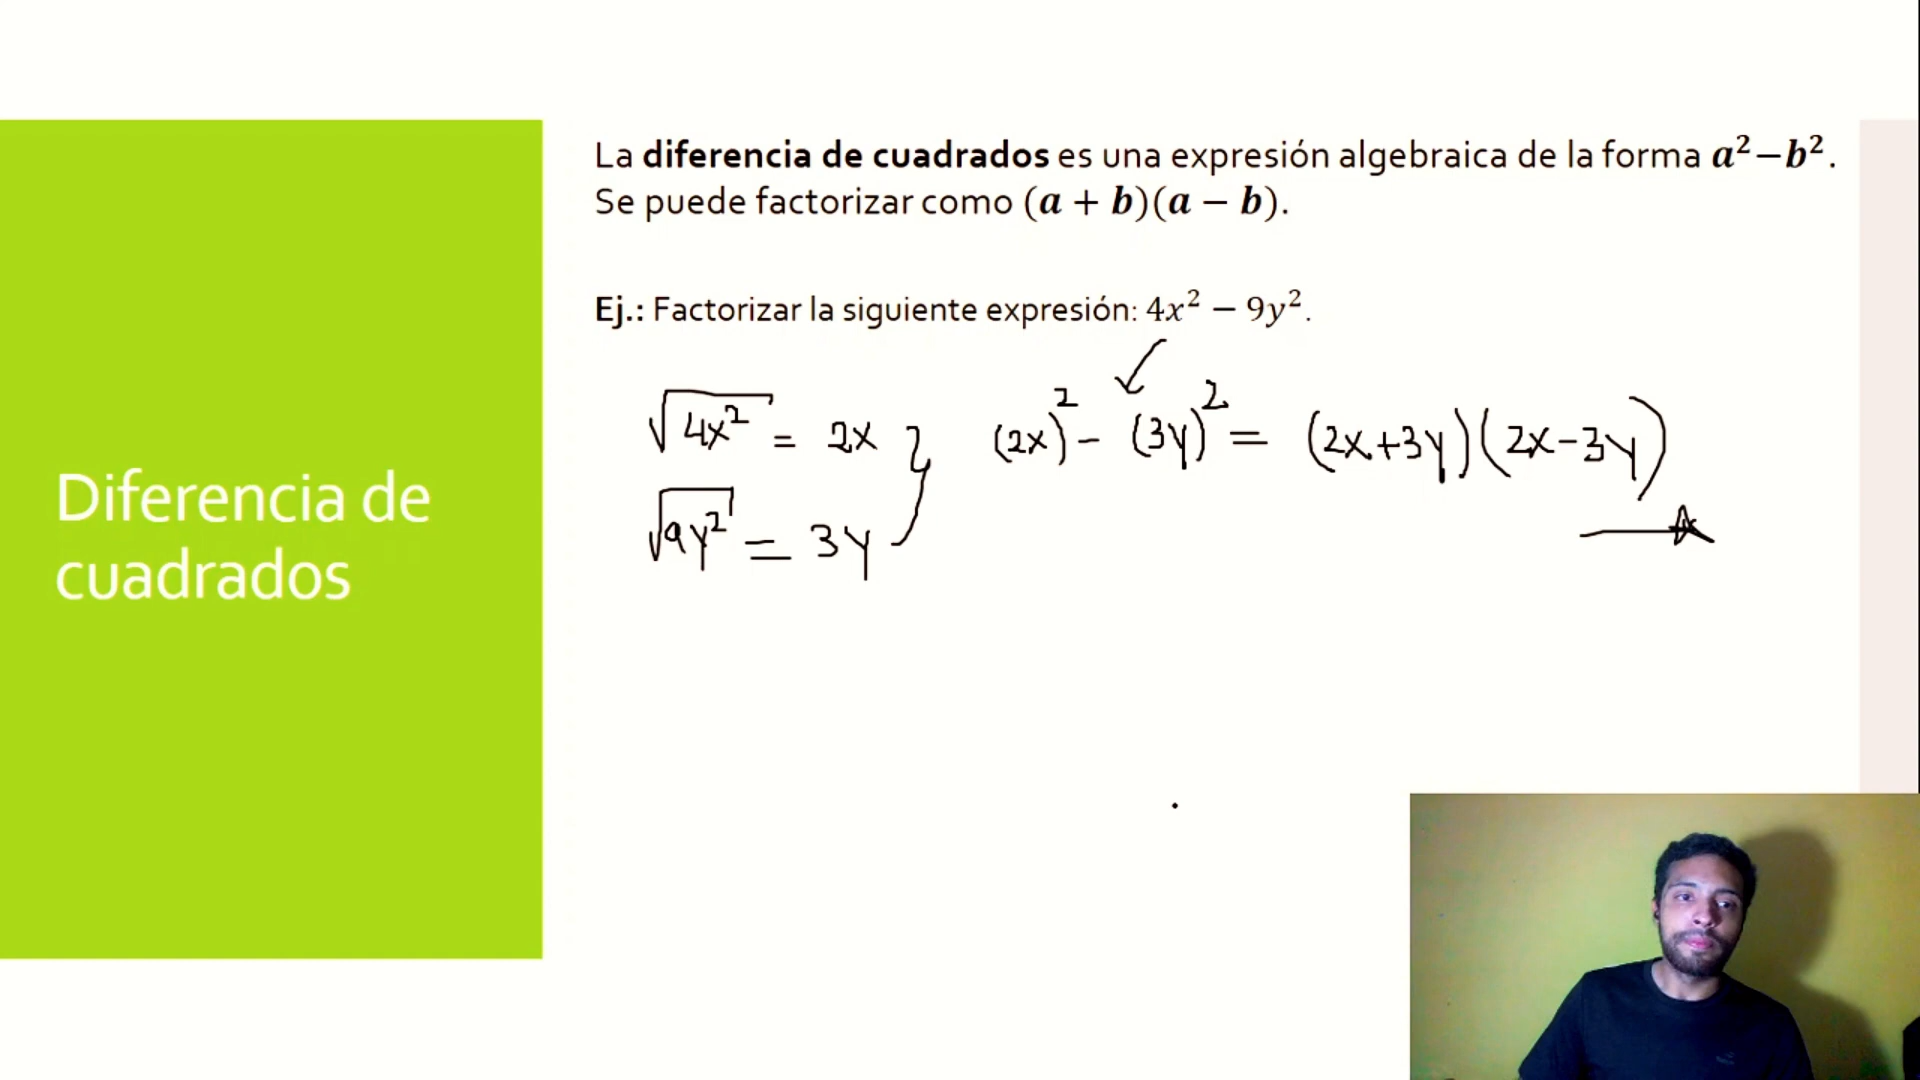 Diferencia de
cuadrados
La diferencia de cuadrados es una expresión algebraica de la forma a²−b².
Se puede factorizar como (a + b)(a − b).
Ej.: Factorizar la siguiente expresión: 4x² − 9y².
√4x² = 2x } (2x)² − (3y)² = (2x+3y)(2x−3y)
√9y² = 3y